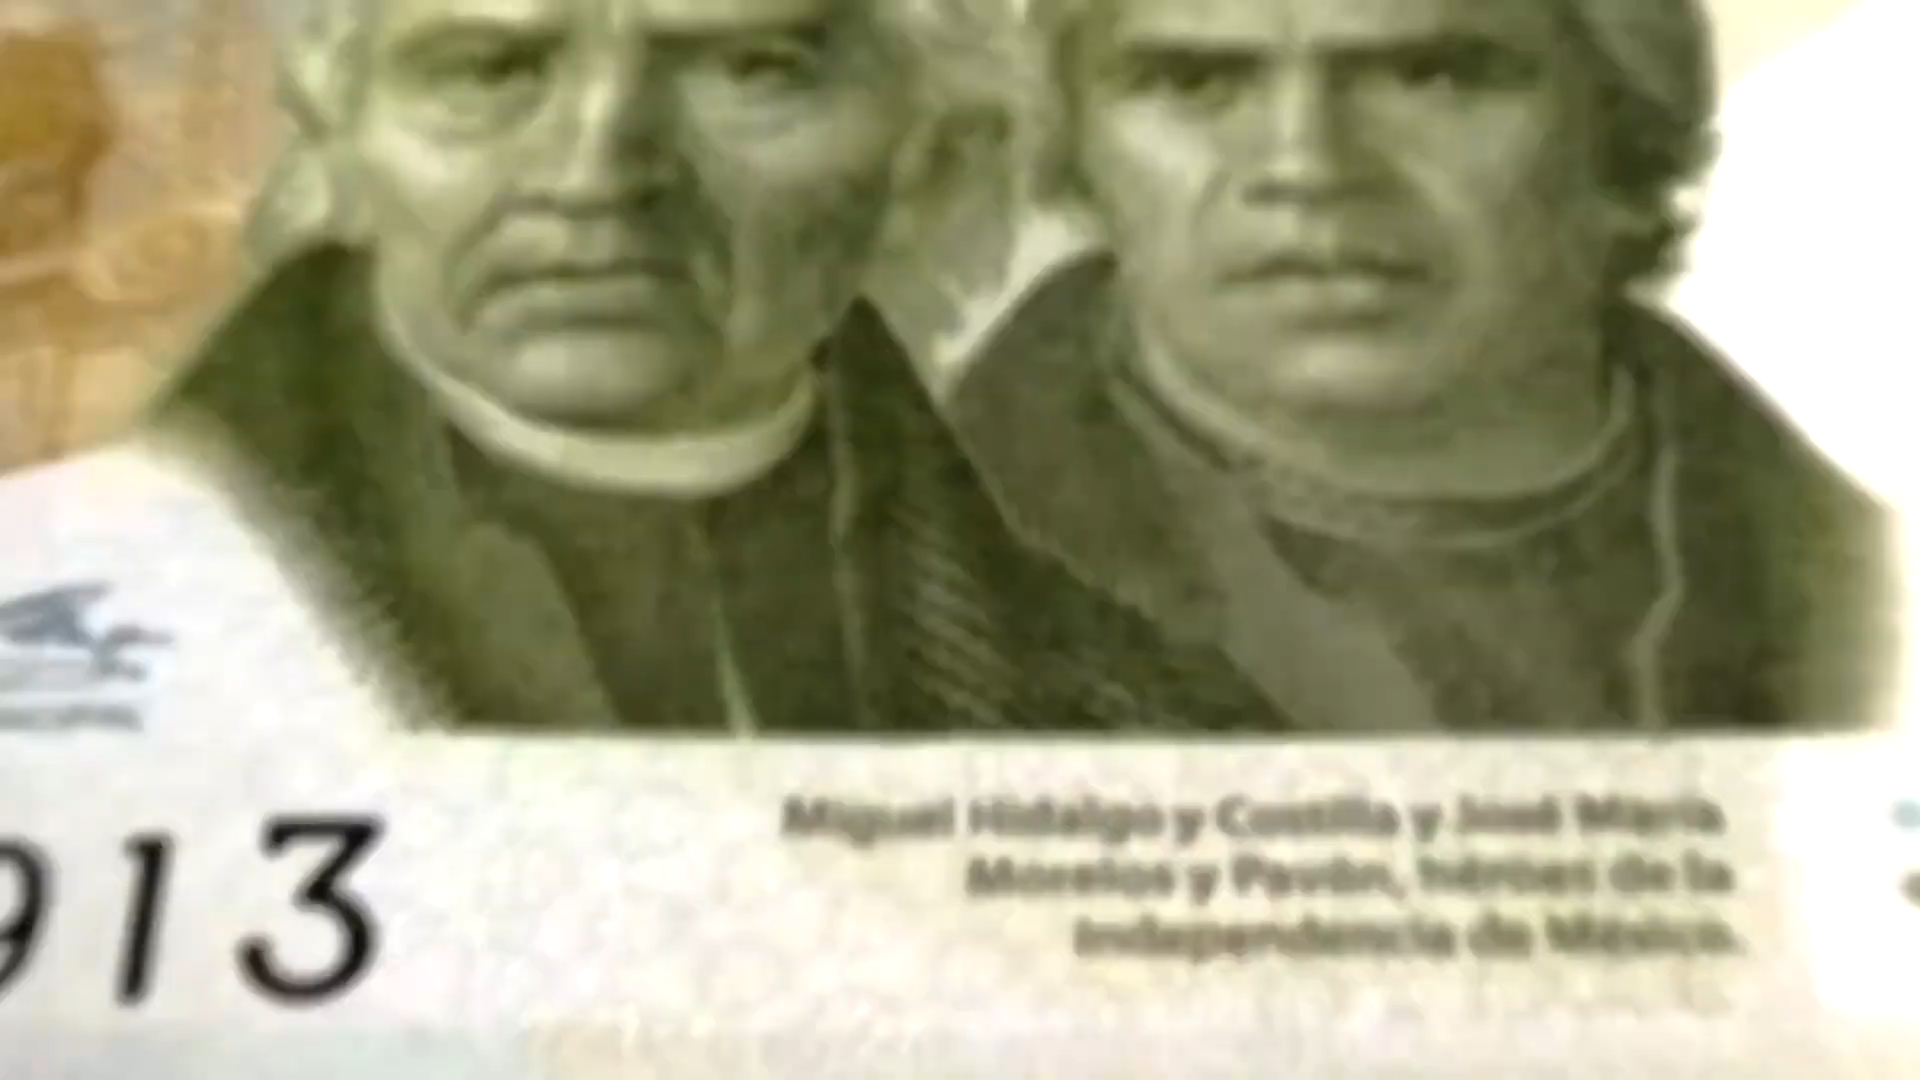 913
Miguel Hidalgo y Costilla y José María
Morelos y Pavón, héroes de la
Independencia de México.